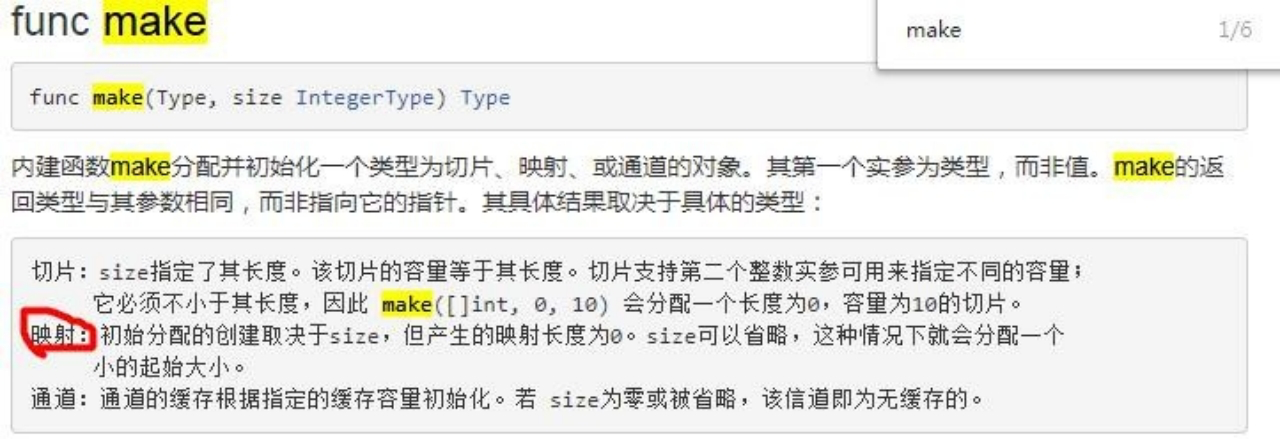 func make
make 1/6
func make(Type, size IntegerType) Type
内建函数make分配并初始化一个类型为切片、映射、或通道的对象。其第一个实参为类型，而非值。make的返
回类型与其参数相同，而非指向它的指针。其具体结果取决于具体的类型：
切片：size指定了其长度。该切片的容量等于其长度。切片支持第二个整数实参可用来指定不同的容量；
它必须不小于其长度，因此 make([]int, 0, 10) 会分配一个长度为0，容量为10的切片。
映射：初始分配的创建取决于size，但产生的映射长度为0。size可以省略，这种情况下就会分配一个
小的起始大小。
通道：通道的缓存根据指定的缓存容量初始化。若 size为零或被省略，该信道即为无缓存的。